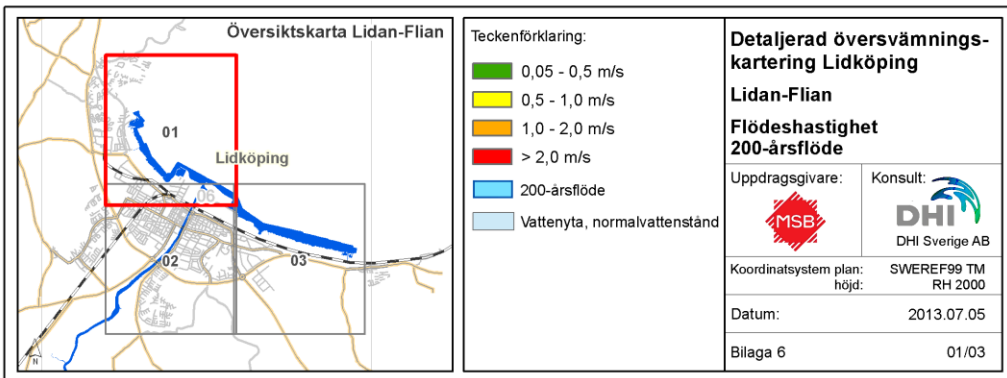 Översiktskarta Lidan-Flian
01
Lidköping
06
02
03
N
Teckenförklaring:
0,05 - 0,5 m/s
0,5 - 1,0 m/s
1,0 - 2,0 m/s
> 2,0 m/s
200-årsflöde
Vattenyta, normalvattenstånd
Detaljerad översvämnings-
kartering Lidköping
Lidan-Flian
Flödeshastighet
200-årsflöde
Uppdragsgivare:
MSB
Konsult:
DHI
DHI Sverige AB
Koordinatsystem plan: SWEREF99 TM
höjd: RH 2000
Datum: 2013.07.05
Bilaga 6 01/03